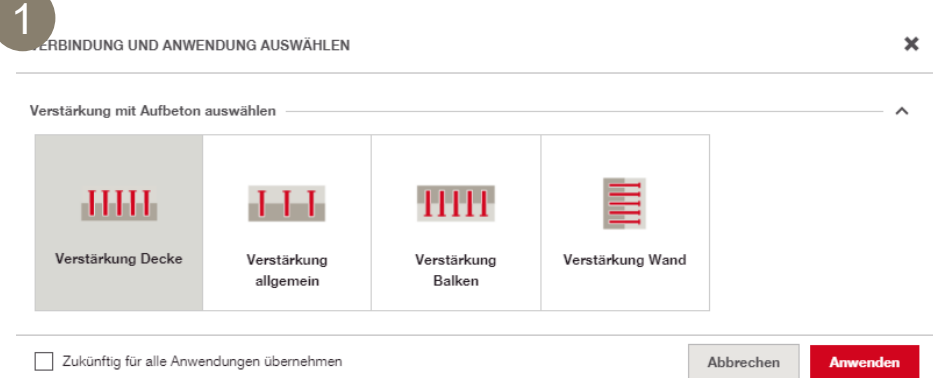 1
VERBINDUNG UND ANWENDUNG AUSWÄHLEN
Verstärkung mit Aufbeton auswählen
Verstärkung Decke
Verstärkung
allgemein
Verstärkung
Balken
Verstärkung Wand
Zukünftig für alle Anwendungen übernehmen
Abbrechen
Anwenden